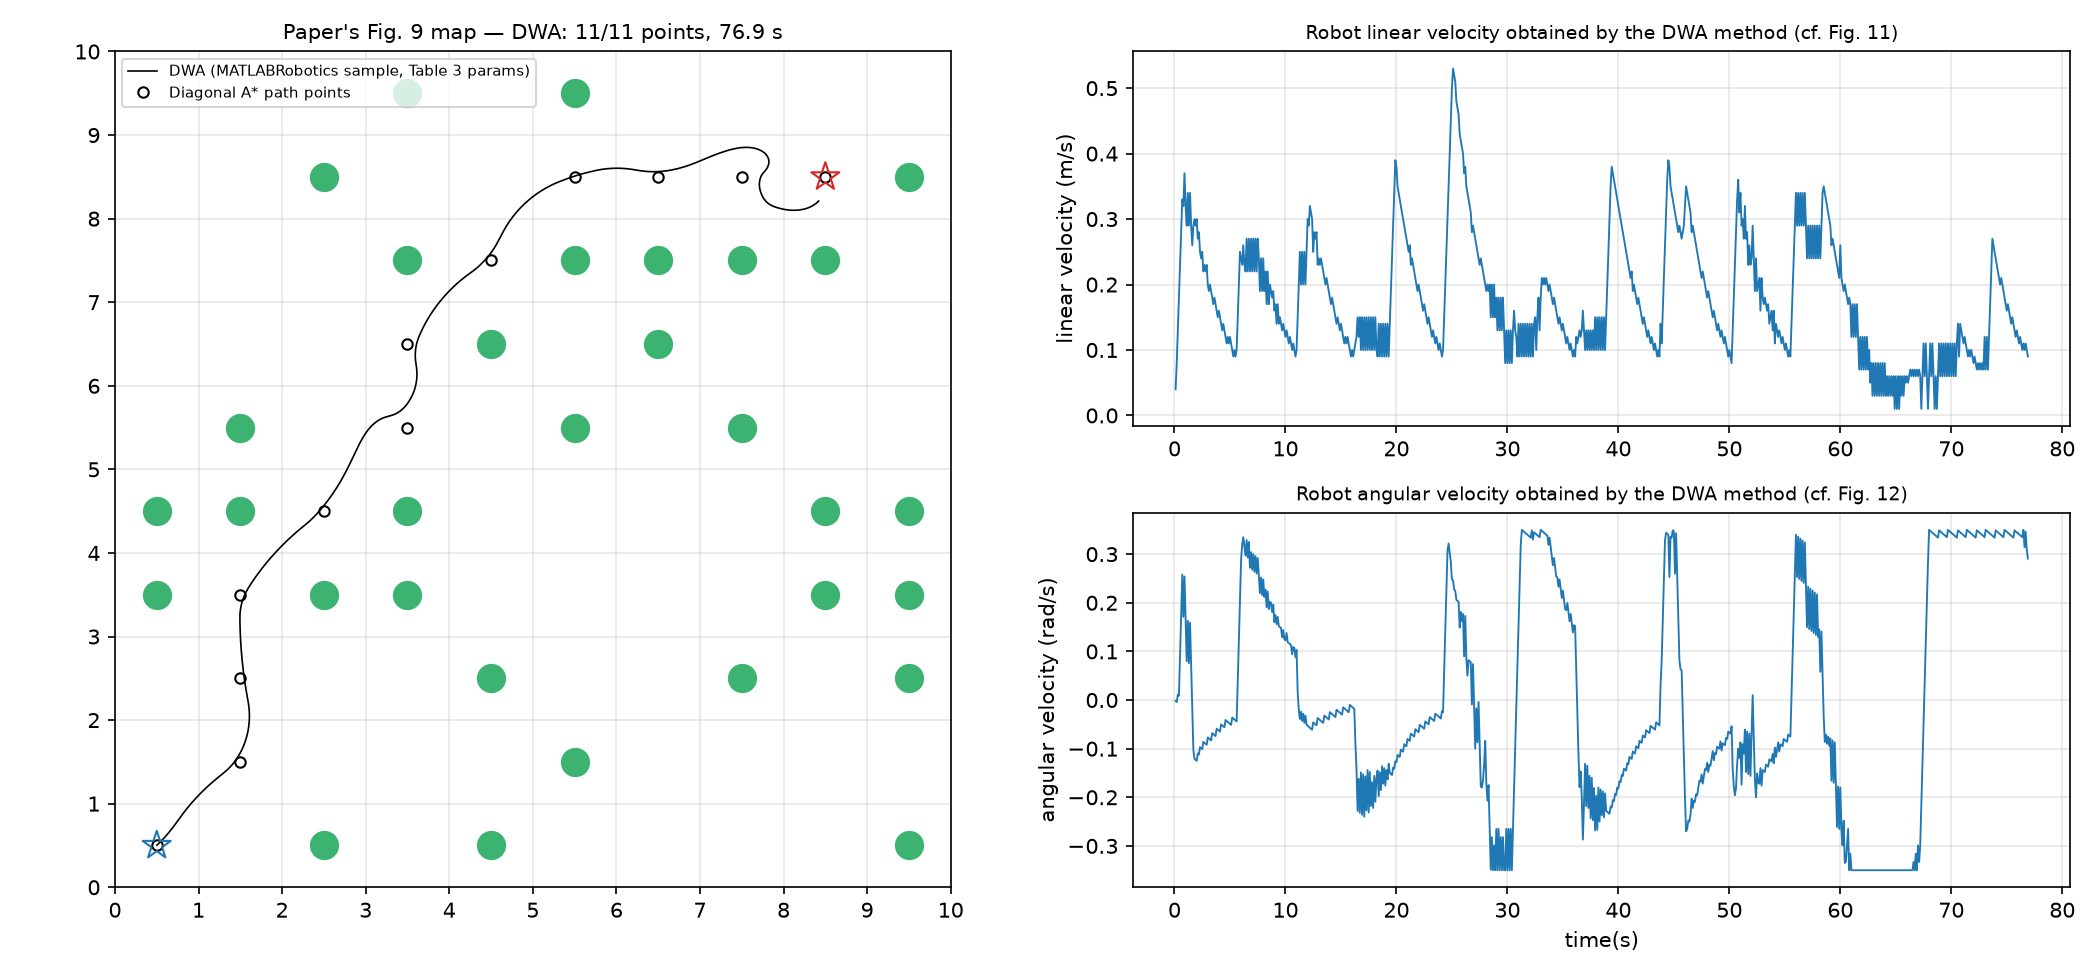 Paper's Fig. 9 map — DWA: 11/11 points, 76.9 s
DWA (MATLABRobotics sample, Table 3 params)
Diagonal A* path points
10
9
8
7
6
5
4
3
2
1
0
0 1 2 3 4 5 6 7 8 9 10
Robot linear velocity obtained by the DWA method (cf. Fig. 11)
linear velocity (m/s)
0.5
0.4
0.3
0.2
0.1
0.0
0 10 20 30 40 50 60 70 80
Robot angular velocity obtained by the DWA method (cf. Fig. 12)
angular velocity (rad/s)
0.3
0.2
0.1
0.0
−0.1
−0.2
−0.3
0 10 20 30 40 50 60 70 80
time(s)